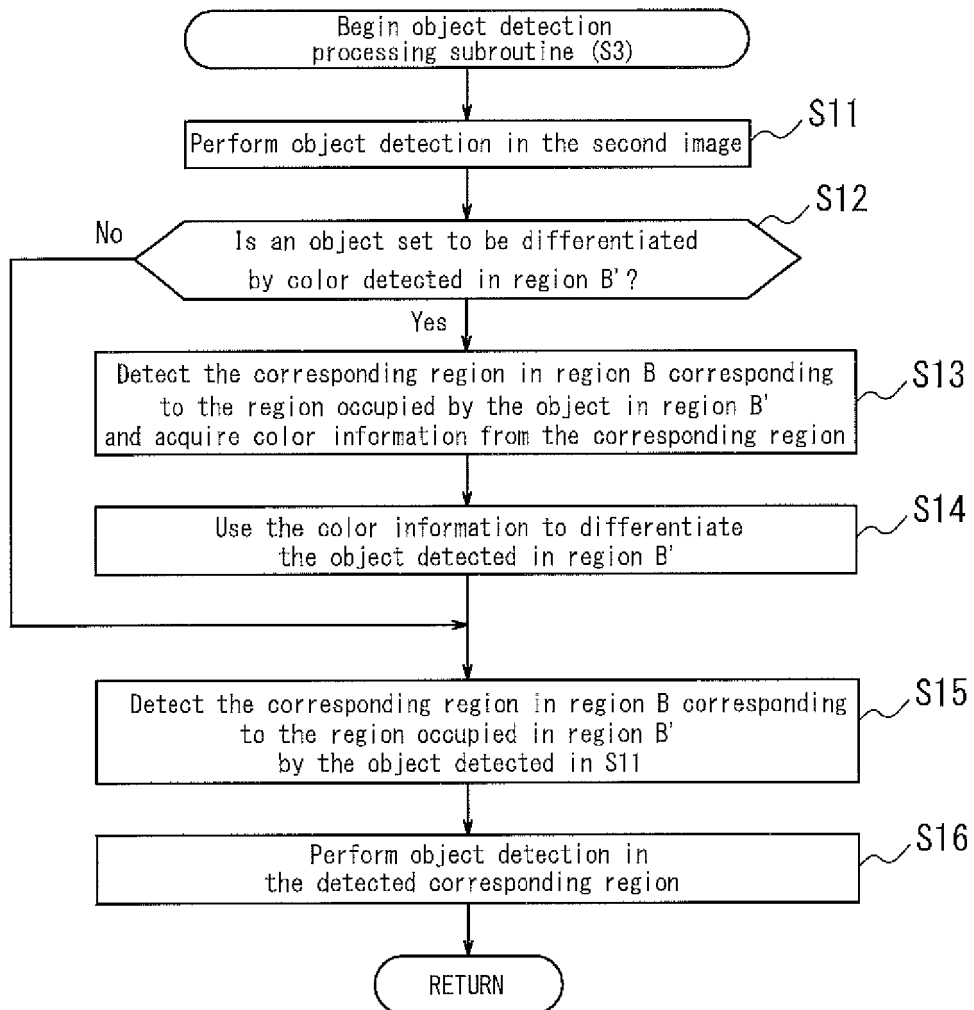 Begin object detection
processing subroutine (S3)
S11
Perform object detection in the second image
S12
No
Is an object set to be differentiated
by color detected in region B'?
Yes
S13
Detect the corresponding region in region B corresponding
to the region occupied by the object in region B'
and acquire color information from the corresponding region
S14
Use the color information to differentiate
the object detected in region B'
S15
Detect the corresponding region in region B corresponding
to the region occupied in region B'
by the object detected in S11
S16
Perform object detection in
the detected corresponding region
RETURN